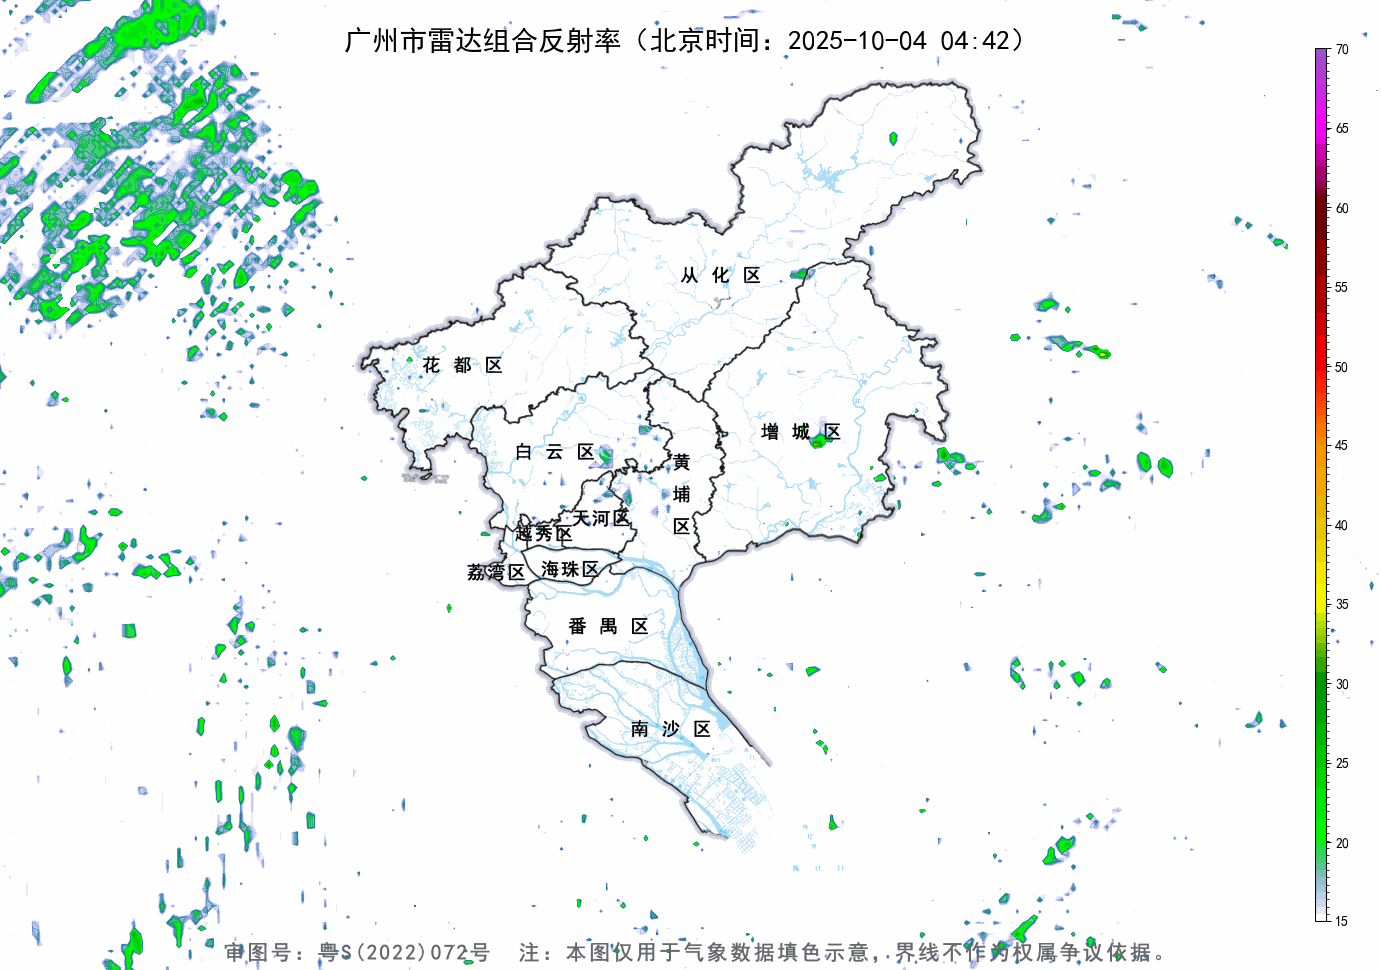 广州市雷达组合反射率（北京时间：2025-10-04 04:42）
70
65
60
55
50
45
40
35
30
25
20
15
从化区
花都区
增城区
白云区
黄埔区
天河区
越秀区
海珠区
荔湾区
番禺区
南沙区
审图号：粤S(2022)072号 注：本图仅用于气象数据填色示意，界线不作为权属争议依据。